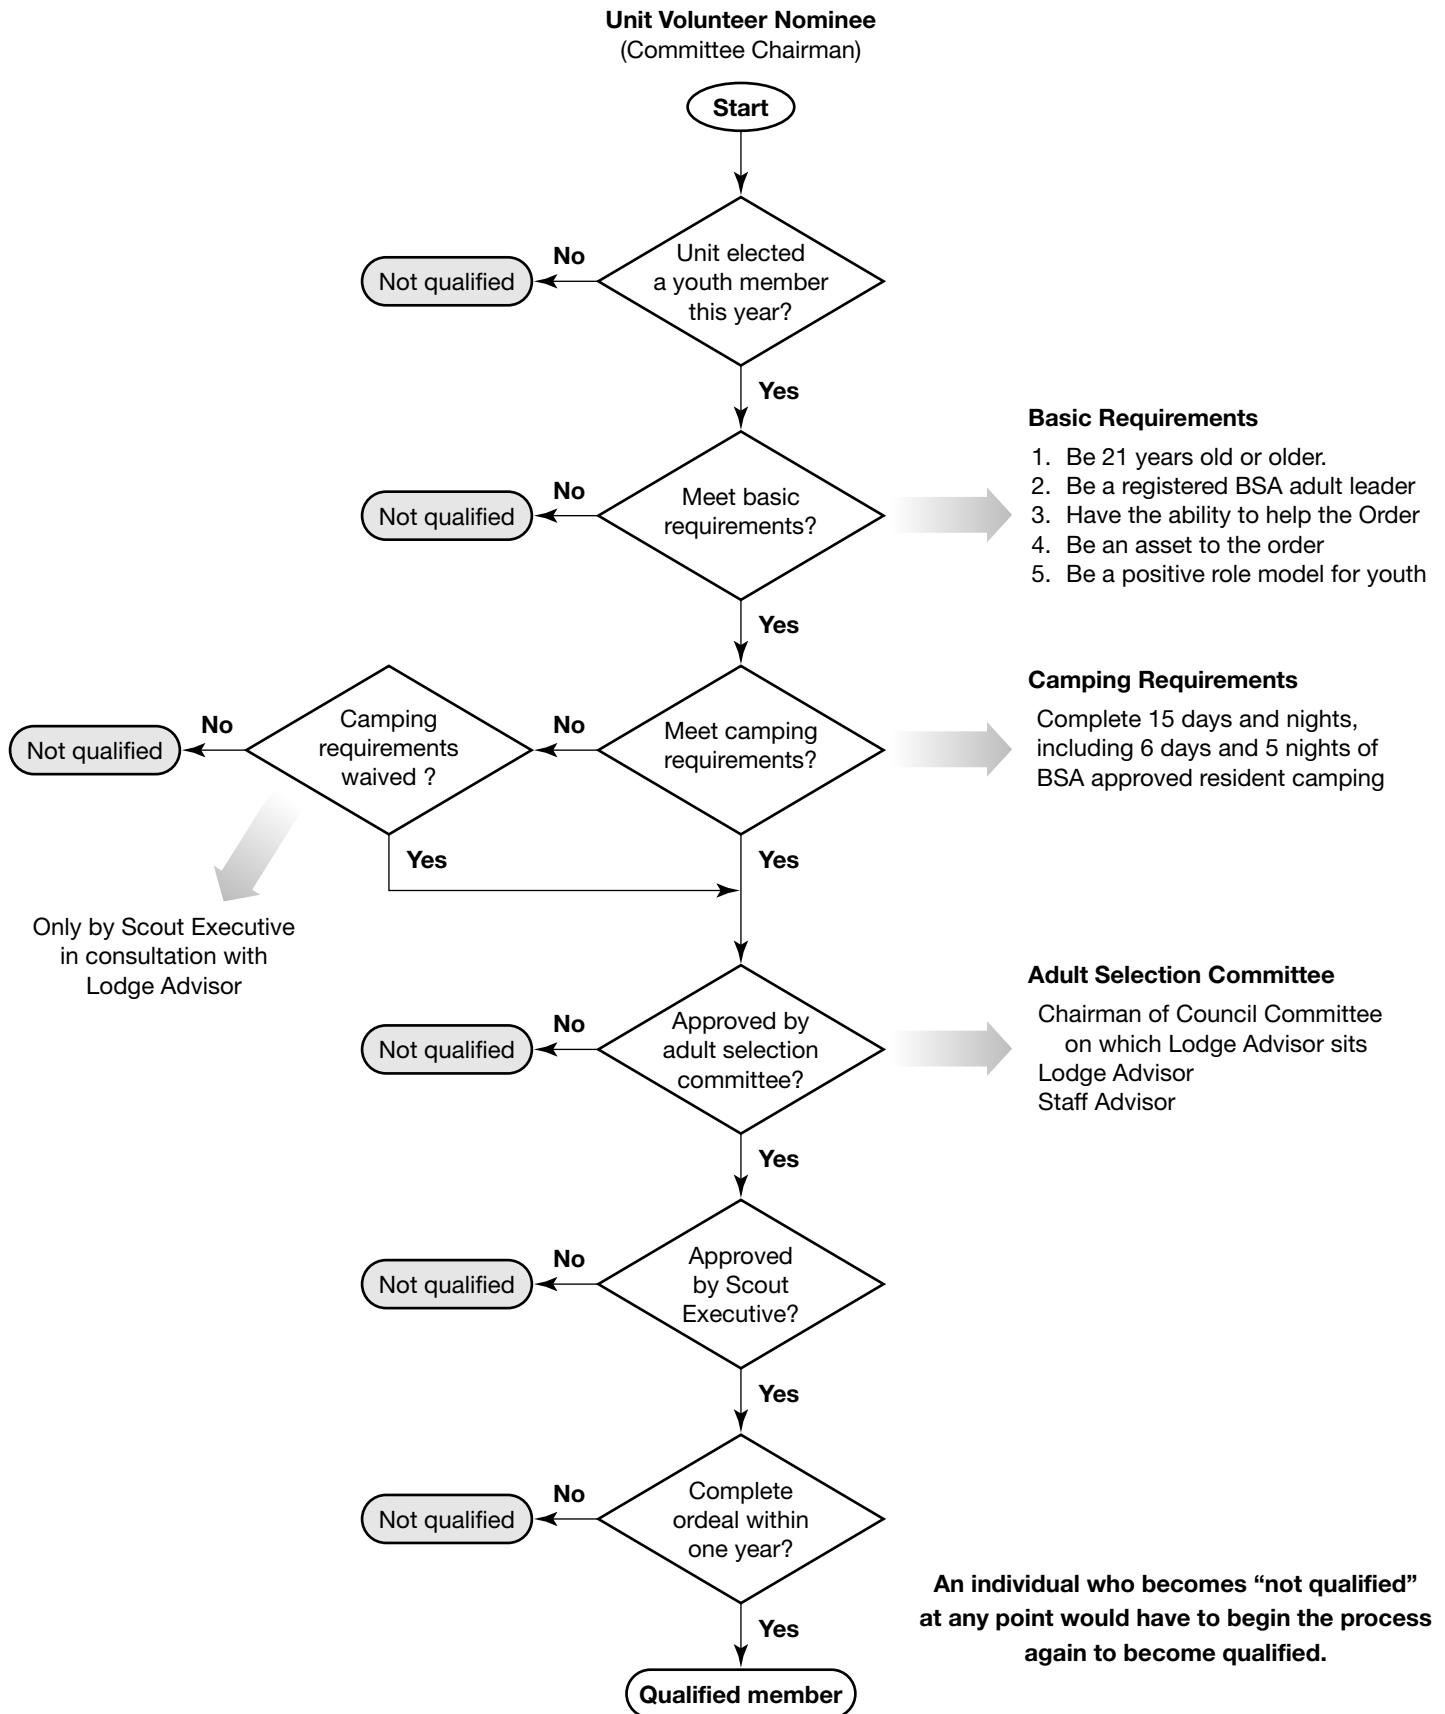 Unit Volunteer Nominee
(Committee Chairman)
Start
Unit elected
a youth member
this year?
No
Not qualified
Yes
Meet basic
requirements?
No
Not qualified
Basic Requirements
1. Be 21 years old or older.
2. Be a registered BSA adult leader
3. Have the ability to help the Order
4. Be an asset to the order
5. Be a positive role model for youth
Yes
Meet camping
requirements?
No
Camping
requirements
waived ?
No
Not qualified
Camping Requirements
Complete 15 days and nights,
including 6 days and 5 nights of
BSA approved resident camping
Yes
Yes
Only by Scout Executive
in consultation with
Lodge Advisor
Approved by
adult selection
committee?
No
Not qualified
Adult Selection Committee
Chairman of Council Committee
on which Lodge Advisor sits
Lodge Advisor
Staff Advisor
Yes
Approved
by Scout
Executive?
No
Not qualified
Yes
Complete
ordeal within
one year?
No
Not qualified
Yes
Qualified member
An individual who becomes “not qualified”
at any point would have to begin the process
again to become qualified.